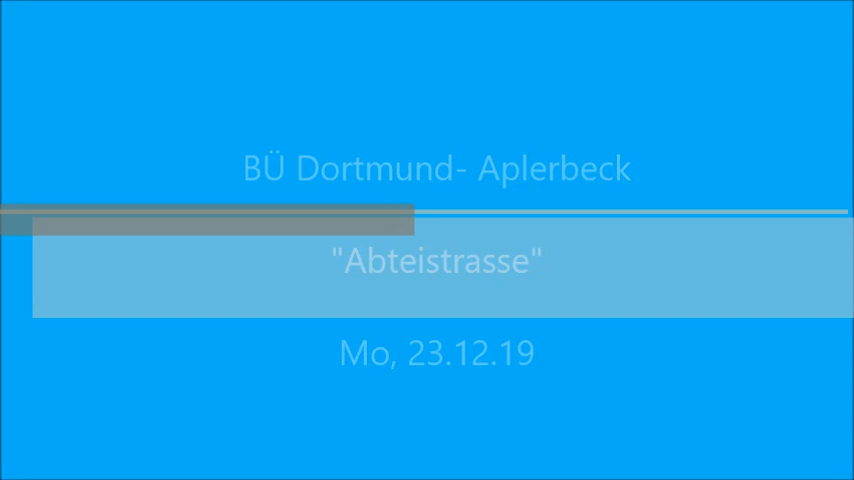 BÜ Dortmund- Aplerbeck
"Abteistrasse"
Mo, 23.12.19